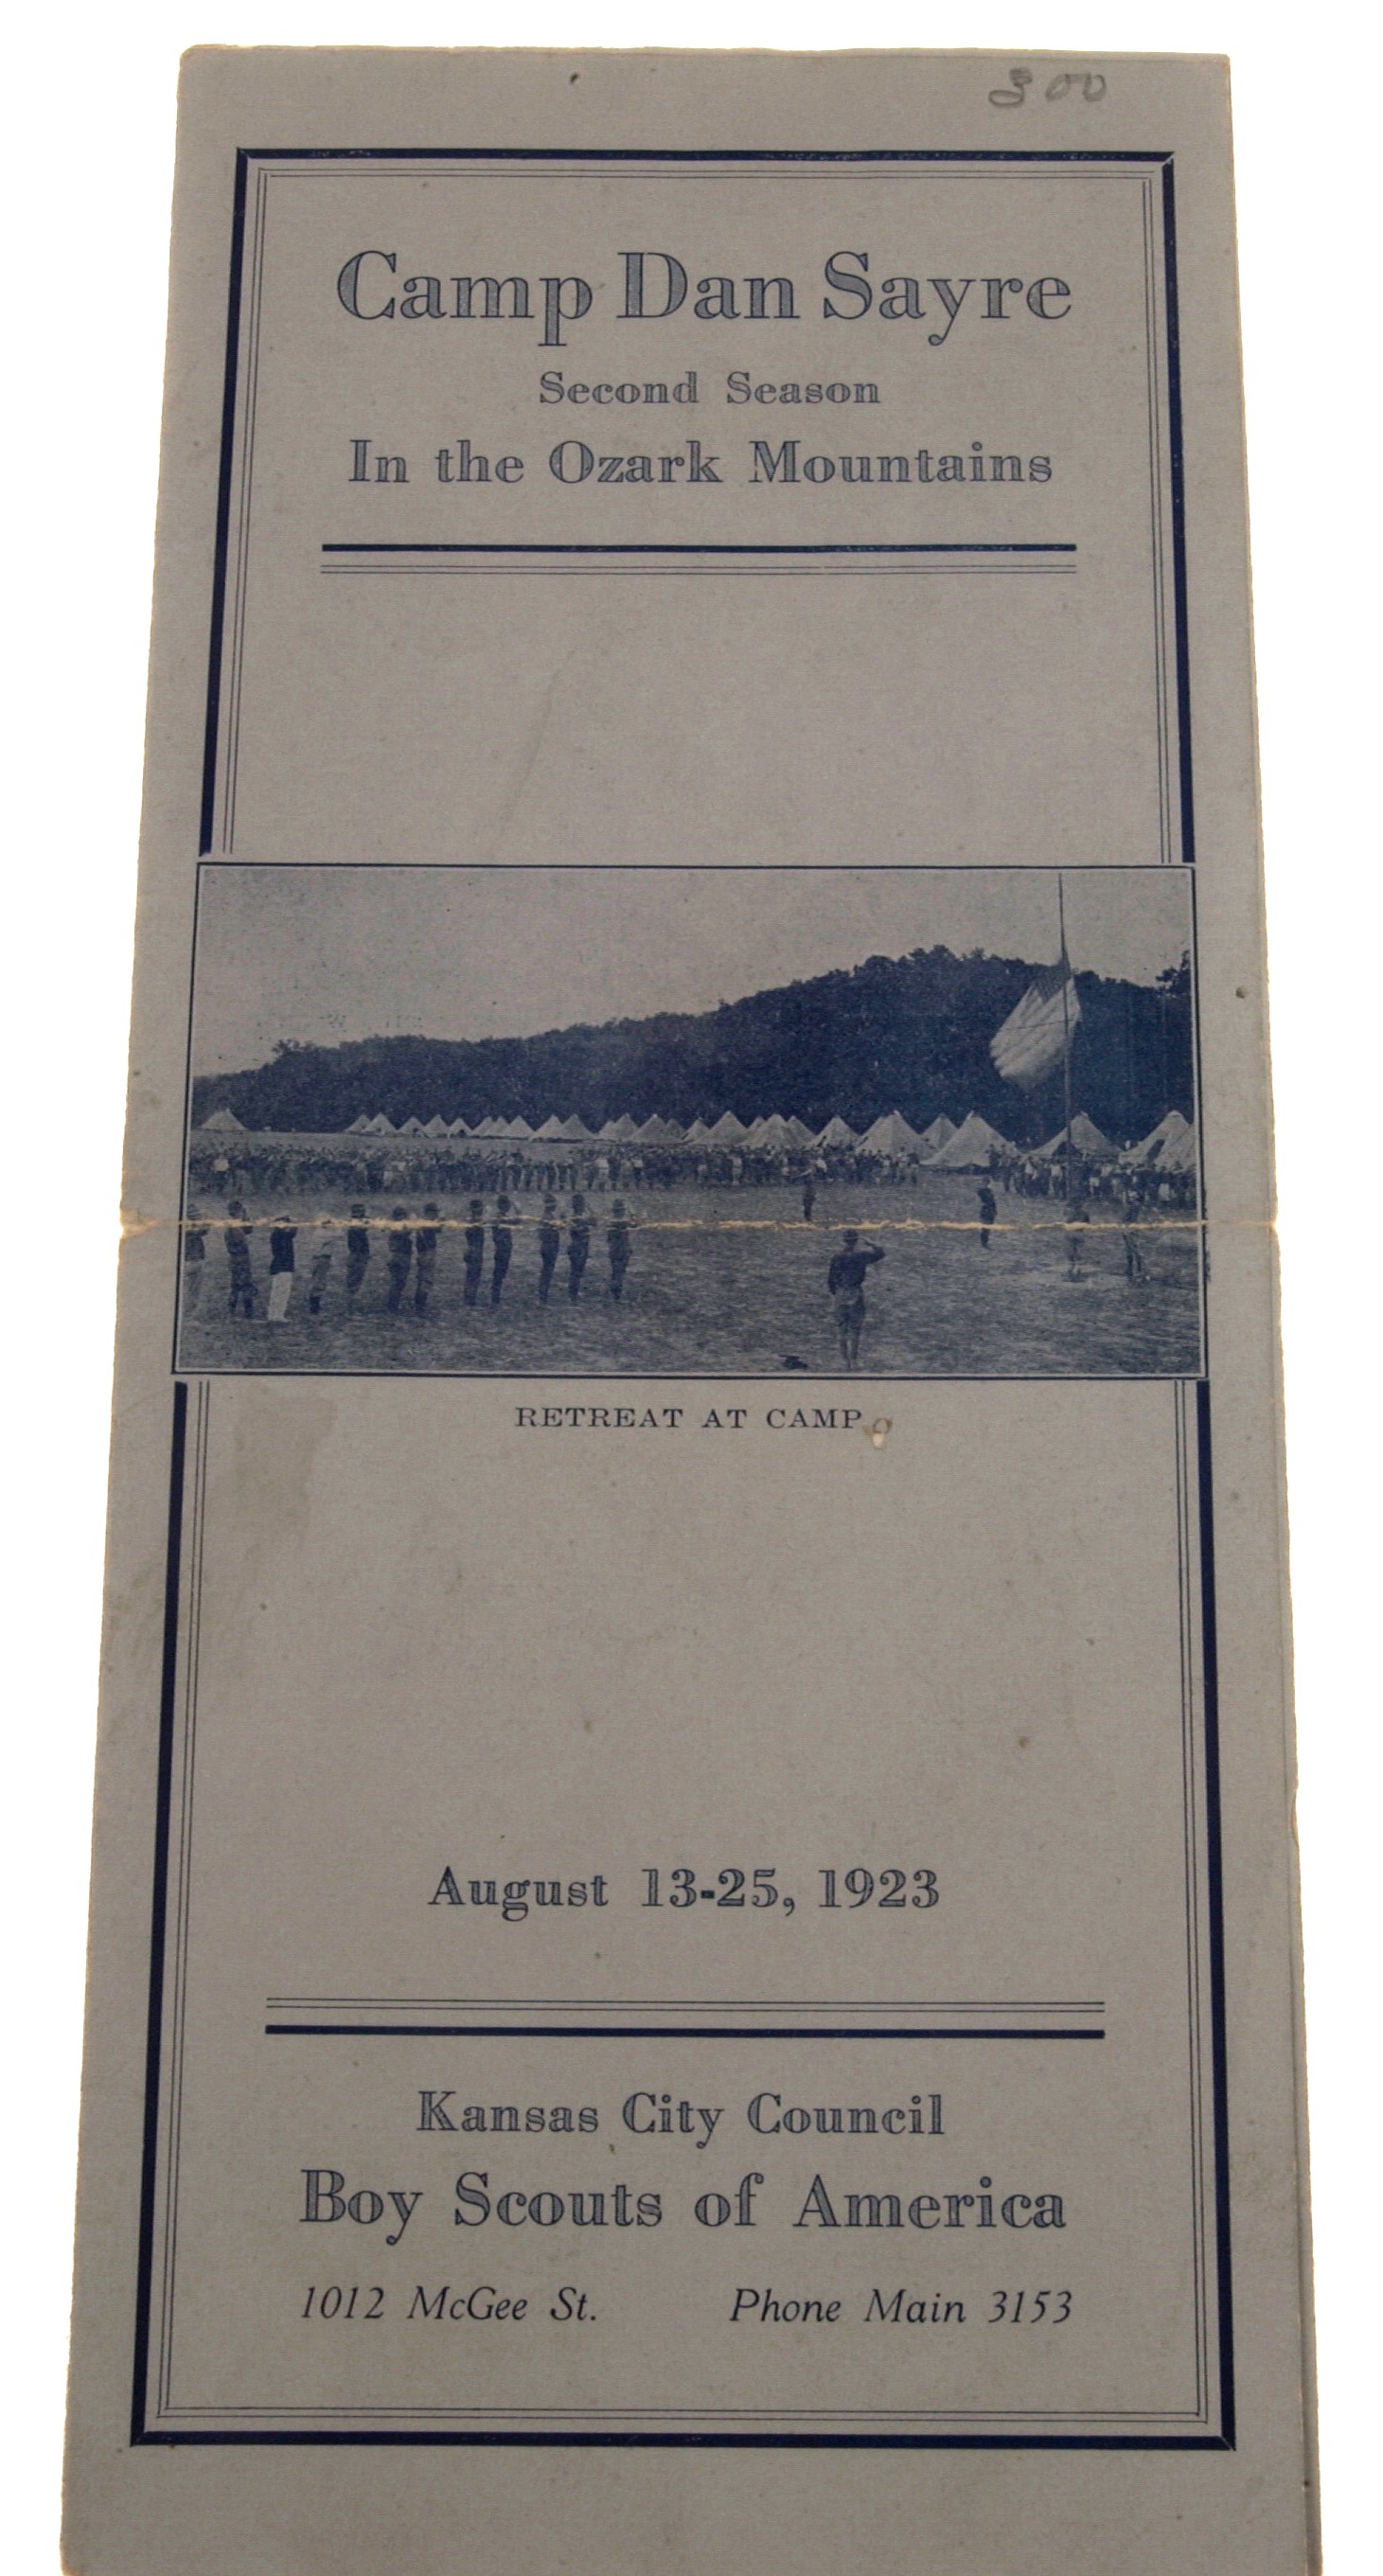 300
Camp Dan Sayre
Second Season
In the Ozark Mountains
RETREAT AT CAMP
August 13-25, 1923
Kansas City Council
Boy Scouts of America
1012 McGee St. Phone Main 3153